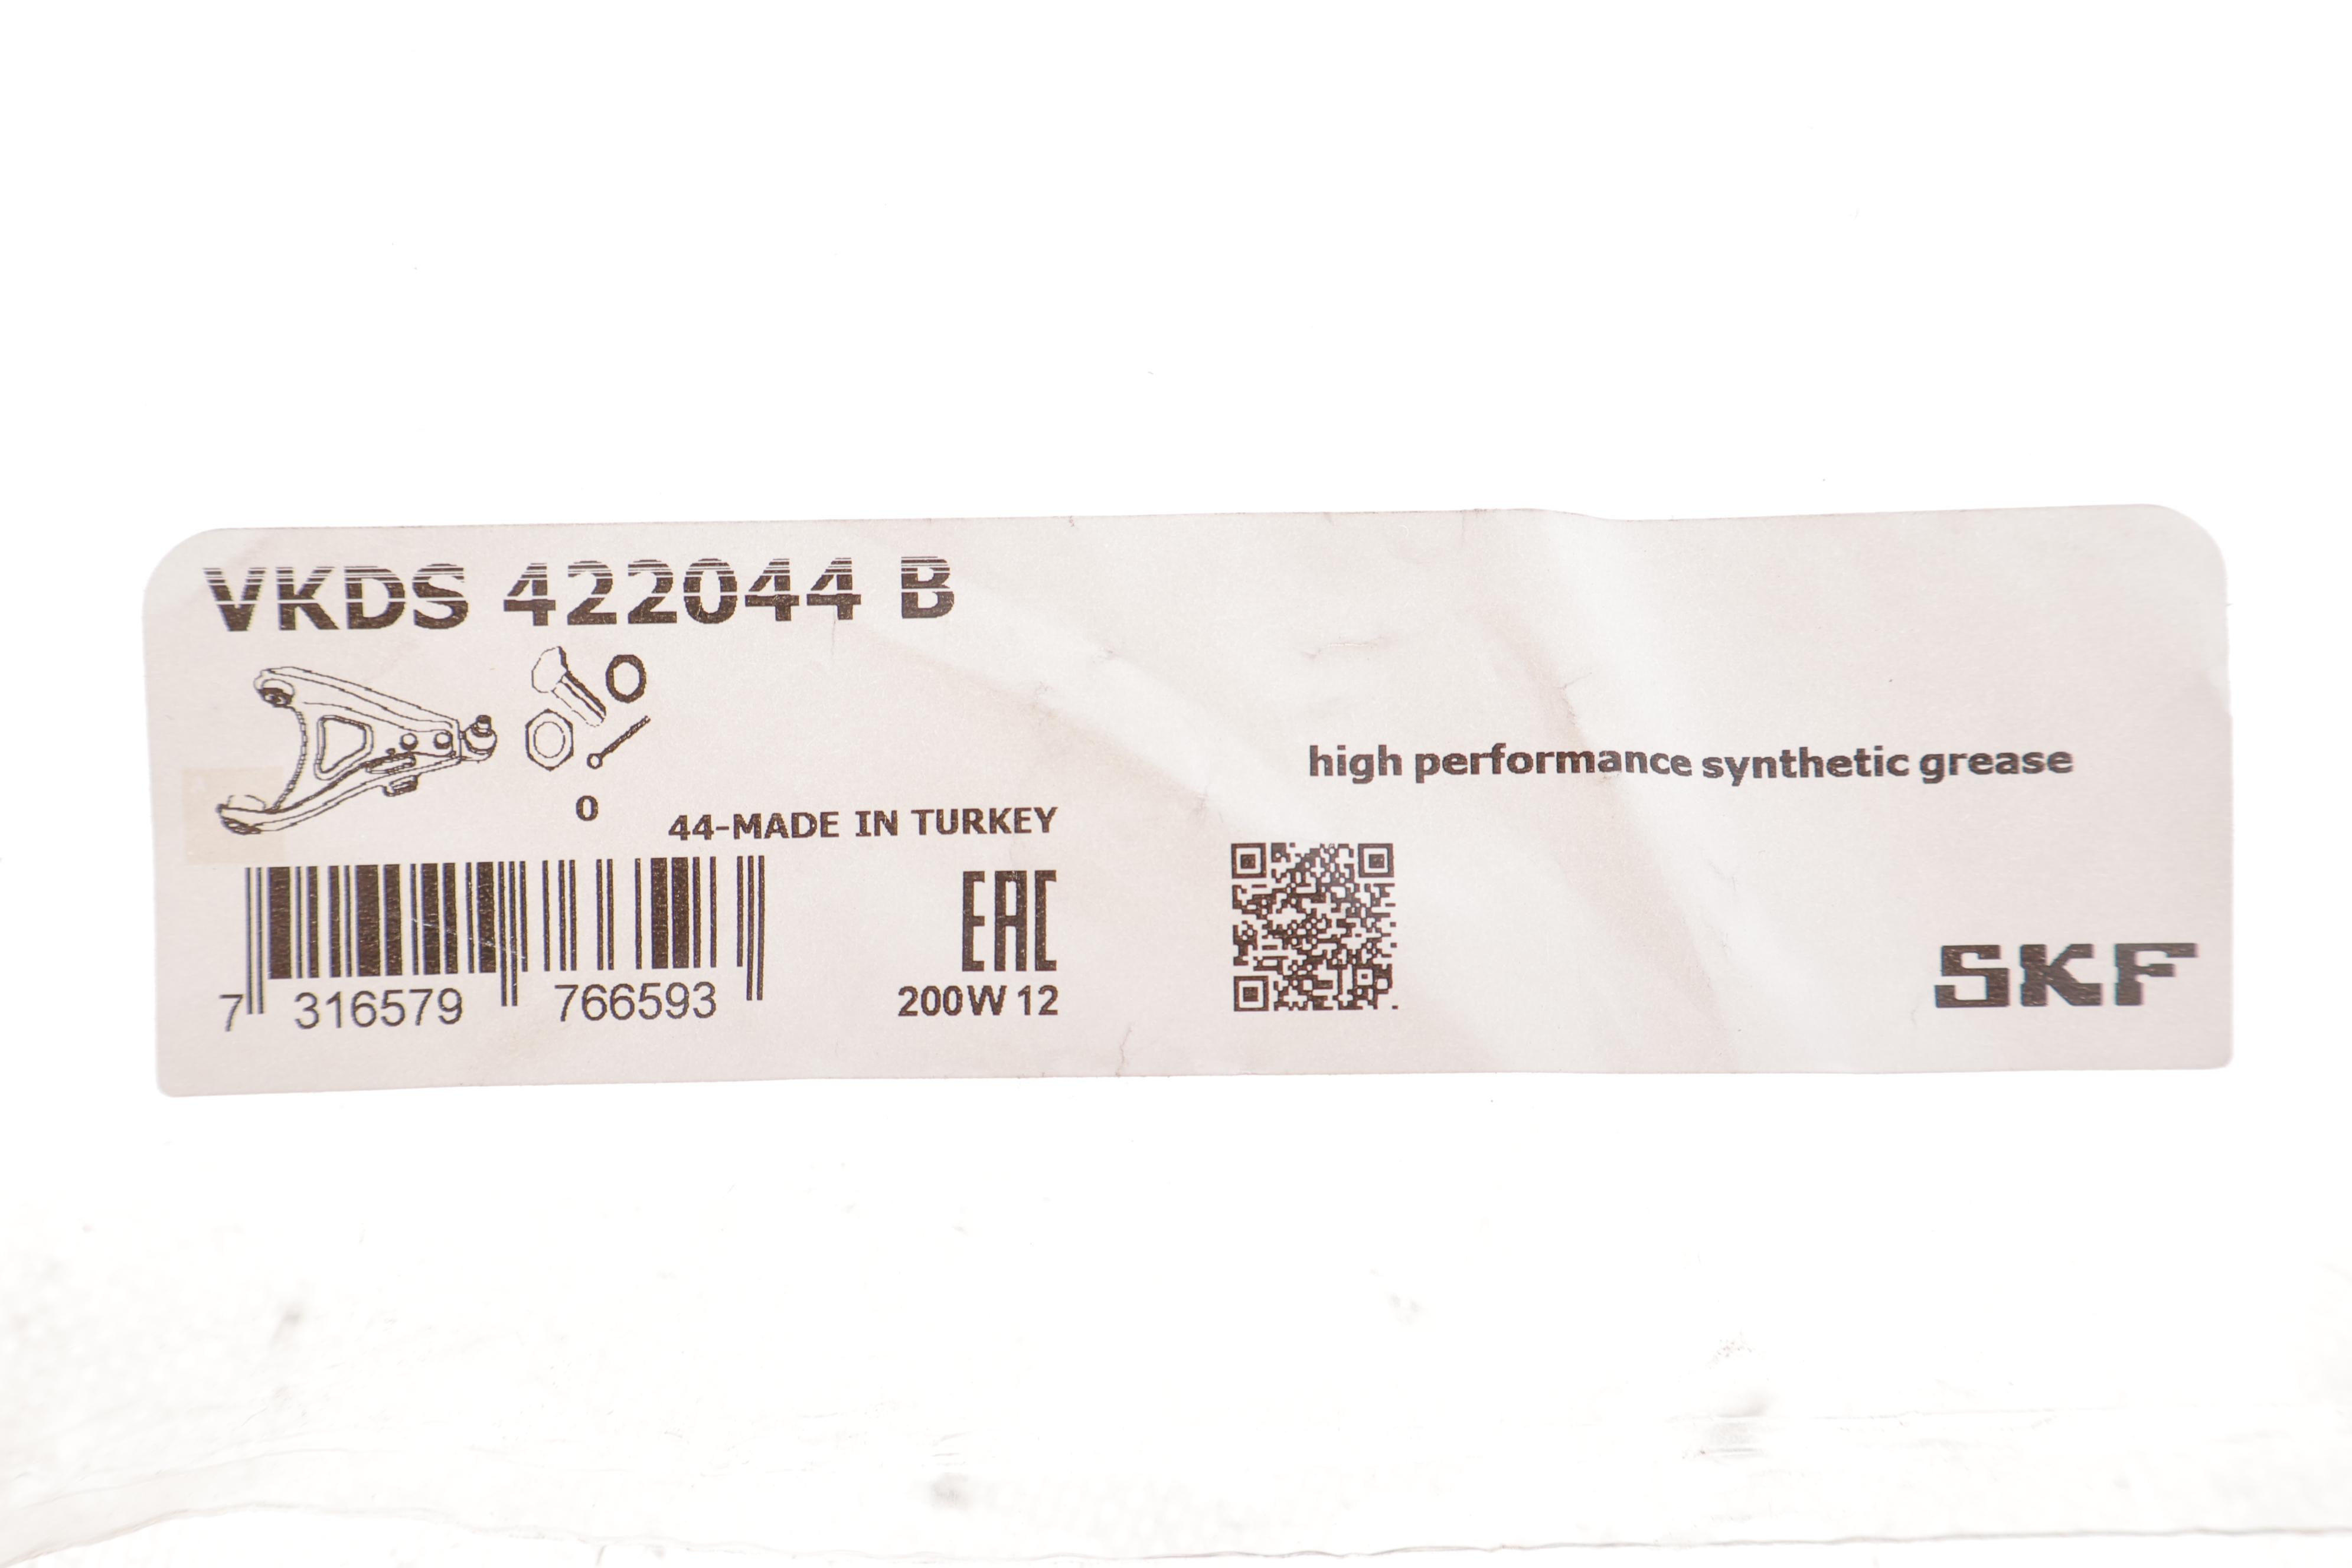 VKDS 422044 B
0
44-MADE IN TURKEY
high performance synthetic grease
7 316579 766593
EAC
200W 12
SKF